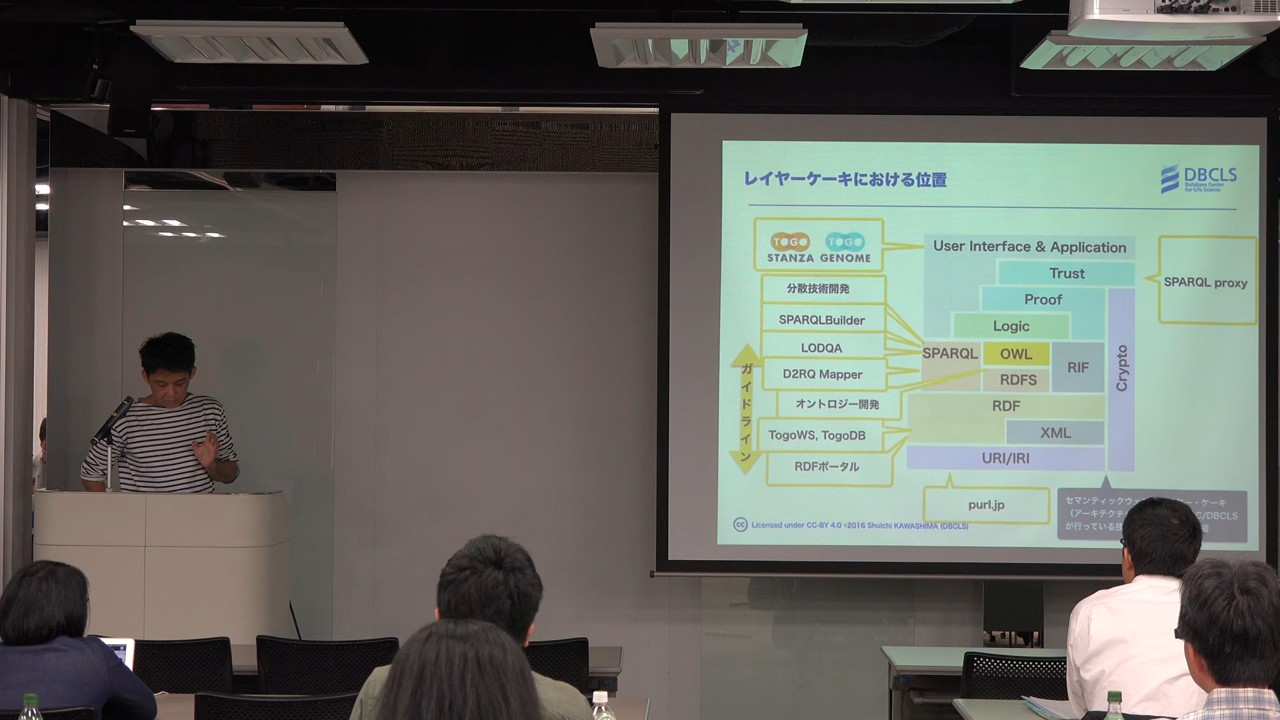 レイヤーケーキにおける位置
DBCLS
Database Center
for Life Science
TOGO TOGO
STANZA GENOME
分散技術開発
SPARQLBuilder
LODQA
D2RQ Mapper
オントロジー開発
TogoWS, TogoDB
RDFポータル
ガイドライン
User Interface & Application
Trust
Proof
Logic
SPARQL
OWL
RIF
RDFS
RDF
XML
URI/IRI
Crypto
SPARQL proxy
purl.jp
セマンティックウ
ー・ケーキ
（アーキテクチ
C/DBCLS
が行っている技
Licensed under CC-BY 4.0 ©2016 Shuichi KAWASHIMA (DBCLS)